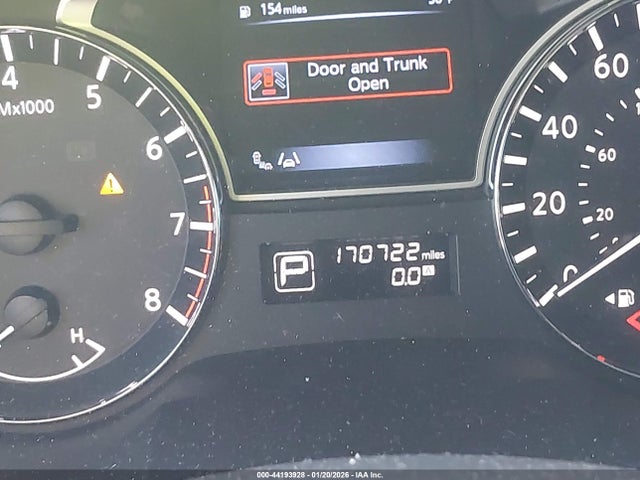 154 miles
Door and Trunk
Open
4
5
6
7
8
Mx1000
H
P
170722 miles
0.0 A
60
40
20
0
60
20
000-44193928 - 01/20/2026 - IAA Inc.